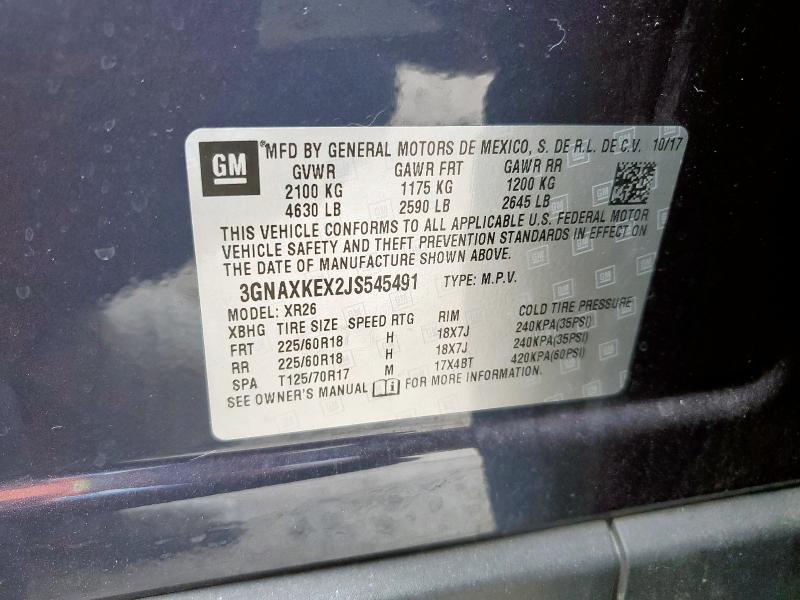 GM ®MFD BY GENERAL MOTORS DE MEXICO, S. DE R.L. DE C.V. 10/17
GVWR GAWR FRT GAWR RR
2100 KG 1175 KG 1200 KG
4630 LB 2590 LB 2645 LB
THIS VEHICLE CONFORMS TO ALL APPLICABLE U.S. FEDERAL MOTOR
VEHICLE SAFETY AND THEFT PREVENTION STANDARDS IN EFFECT ON
THE DATE OF MANUFACTURE SHOWN ABOVE.
3GNAXKEX2JS545491 TYPE: M.P.V.
MODEL: XR26
XBHG TIRE SIZE SPEED RTG RIM COLD TIRE PRESSURE
FRT 225/60R18 H 18X7J 240KPA(35PSI)
RR 225/60R18 H 18X7J 240KPA(35PSI)
SPA T125/70R17 M 17X4BT 420KPA(60PSI)
SEE OWNER'S MANUAL FOR MORE INFORMATION.